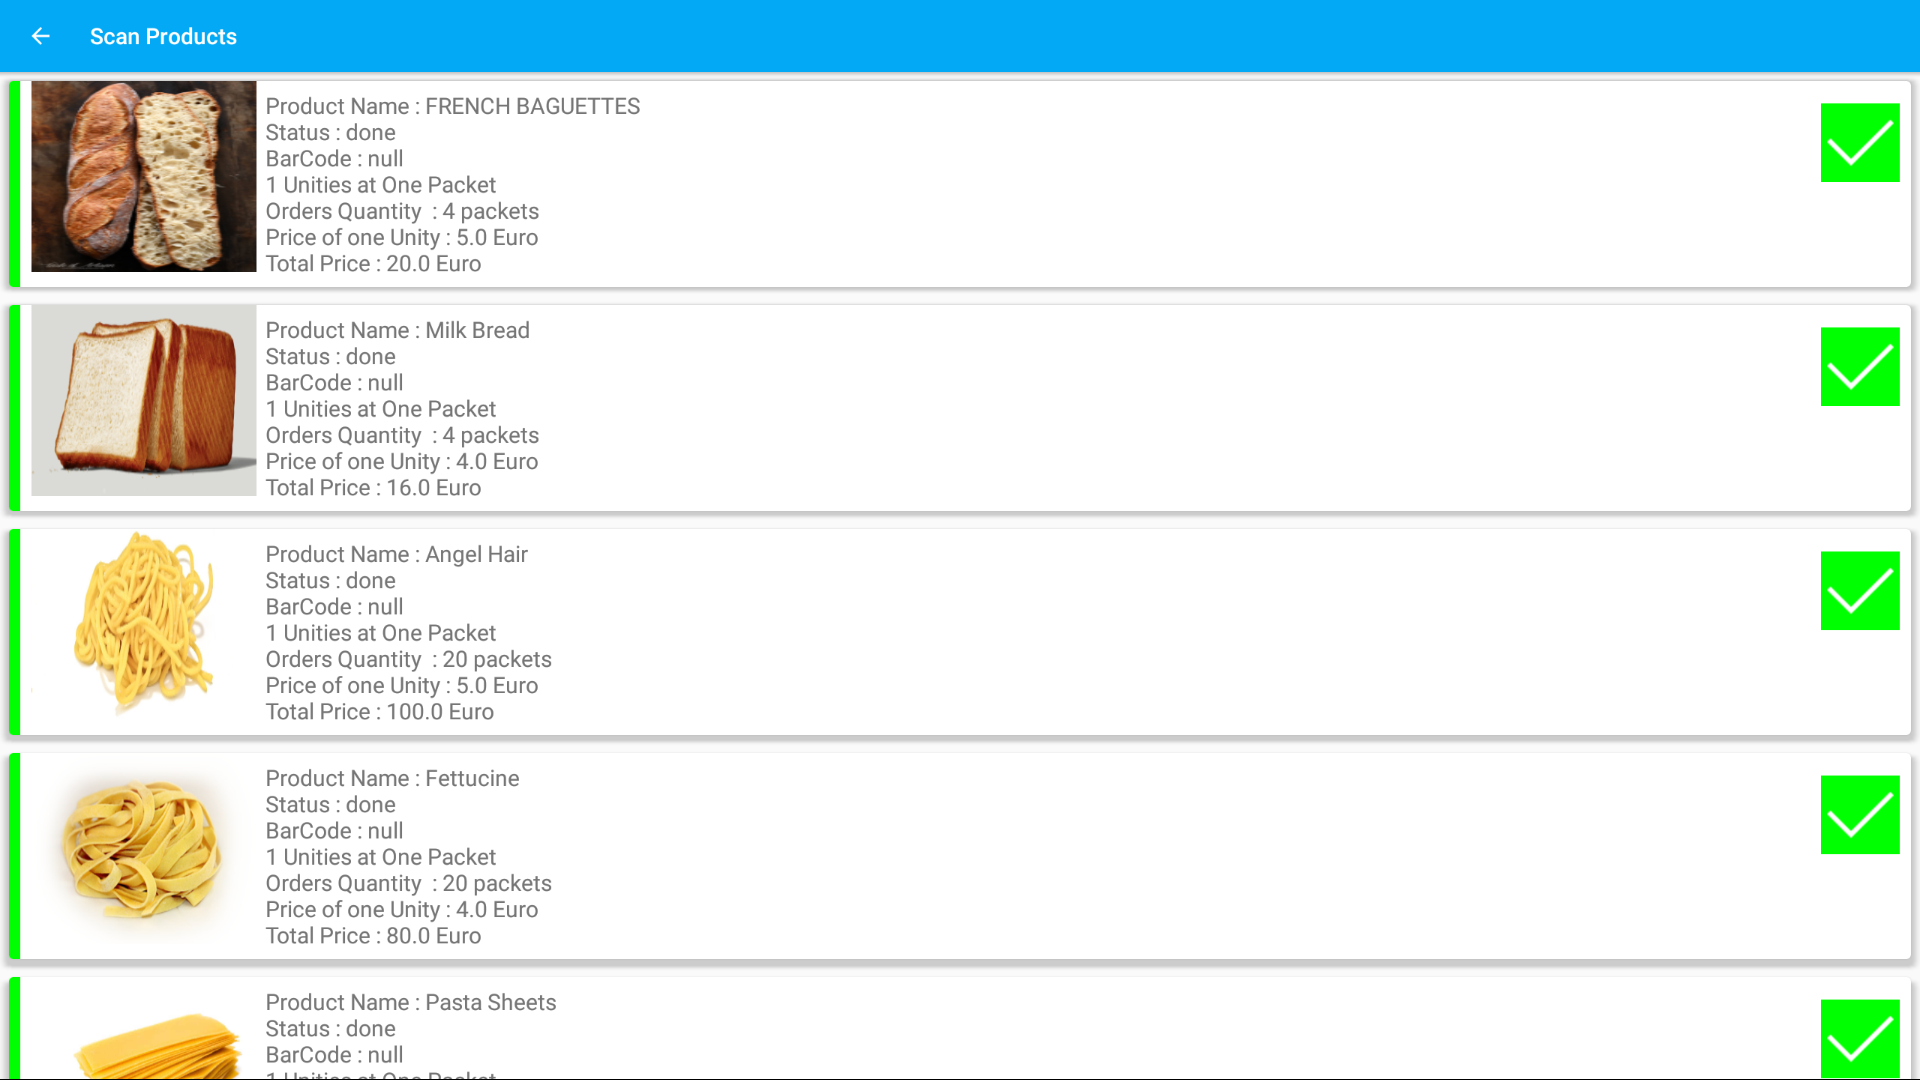 Scan Products
Product Name : FRENCH BAGUETTES
Status : done
BarCode : null
1 Unities at One Packet
Orders Quantity  : 4 packets
Price of one Unity : 5.0 Euro
Total Price : 20.0 Euro
Product Name : Milk Bread
Status : done
BarCode : null
1 Unities at One Packet
Orders Quantity  : 4 packets
Price of one Unity : 4.0 Euro
Total Price : 16.0 Euro
Product Name : Angel Hair
Status : done
BarCode : null
1 Unities at One Packet
Orders Quantity  : 20 packets
Price of one Unity : 5.0 Euro
Total Price : 100.0 Euro
Product Name : Fettucine
Status : done
BarCode : null
1 Unities at One Packet
Orders Quantity  : 20 packets
Price of one Unity : 4.0 Euro
Total Price : 80.0 Euro
Product Name : Pasta Sheets
Status : done
BarCode : null
1 Unities at One Packet